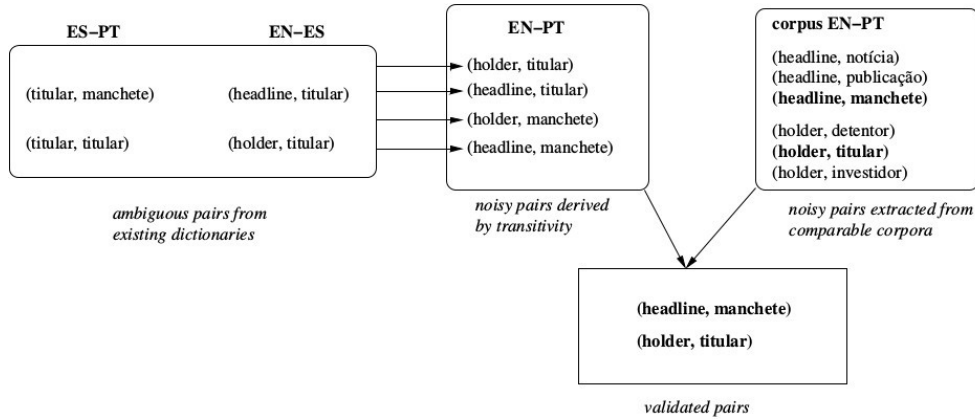 ES–PT
EN–ES
(titular, manchete)
(headline, titular)
(titular, titular)
(holder, titular)
ambiguous pairs from
existing dictionaries
EN–PT
(holder, titular)
(headline, titular)
(holder, manchete)
(headline, manchete)
noisy pairs derived
by transitivity
corpus EN–PT
(headline, notícia)
(headline, publicação)
(headline, manchete)
(holder, detentor)
(holder, titular)
(holder, investidor)
noisy pairs extracted from
comparable corpora
(headline, manchete)
(holder, titular)
validated pairs